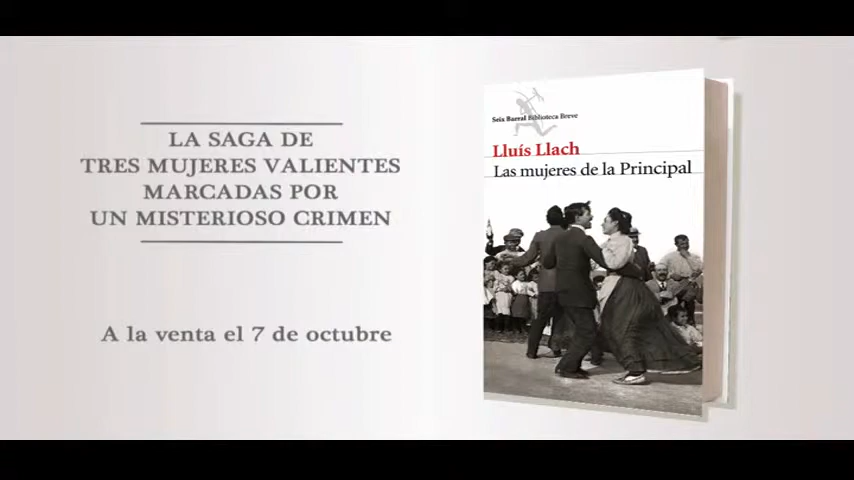 LA SAGA DE
TRES MUJERES VALIENTES
MARCADAS POR
UN MISTERIOSO CRIMEN
A la venta el 7 de octubre
Seix Barral Biblioteca Breve
Lluís Llach
Las mujeres de la Principal